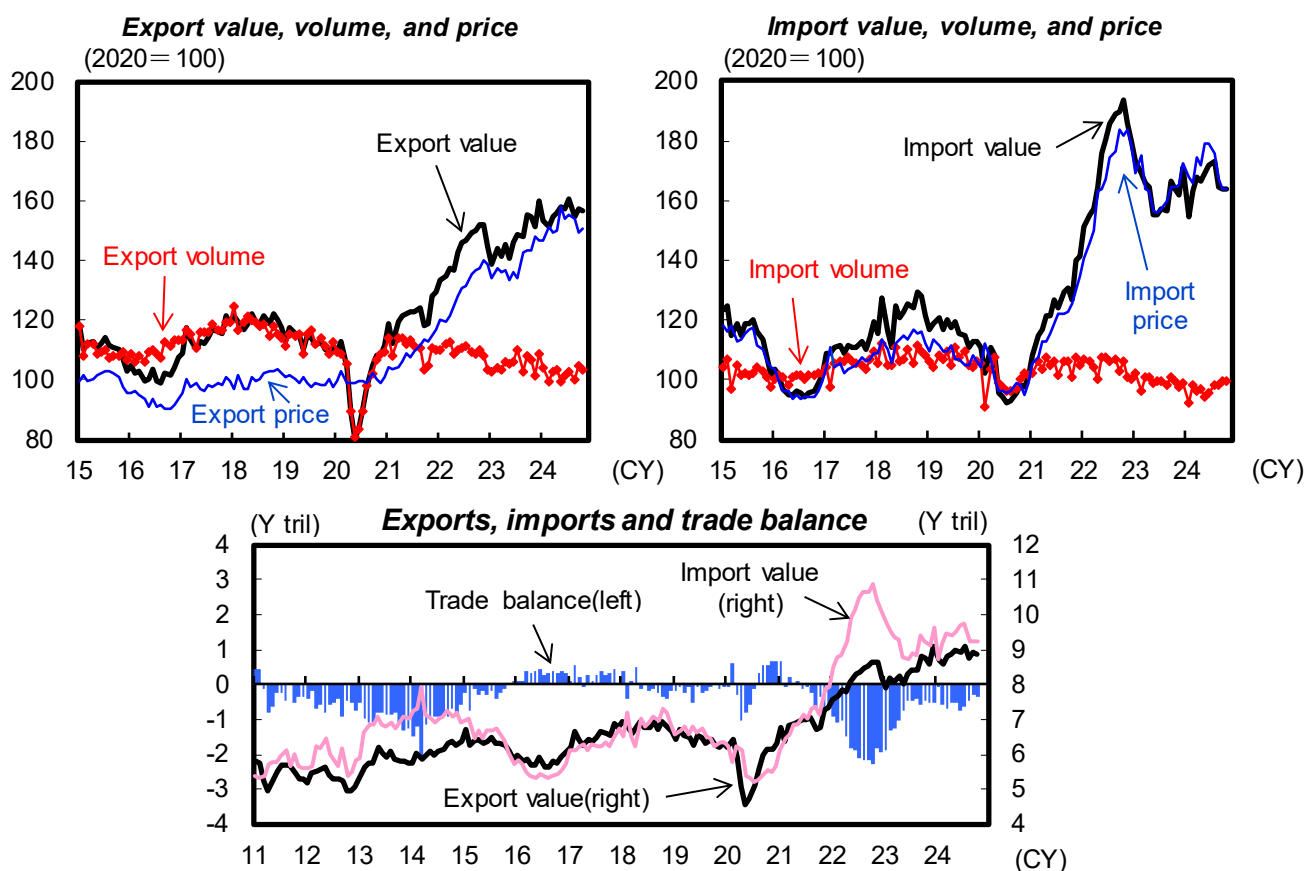 Export value, volume, and price
(2020＝100)
200
180
160
140
120
100
80
Export value
Export volume
Export price
15 16 17 18 19 20 21 22 23 24 (CY)
Import value, volume, and price
(2020＝100)
200
180
160
140
120
100
80
Import value
Import volume
Import
price
15 16 17 18 19 20 21 22 23 24 (CY)
Exports, imports and trade balance
(Y tril)
(Y tril)
4
3
2
1
0
-1
-2
-3
-4
Trade balance(left)
Import value
(right)
Export value(right)
12
11
10
9
8
7
6
5
4
11 12 13 14 15 16 17 18 19 20 21 22 23 24 (CY)